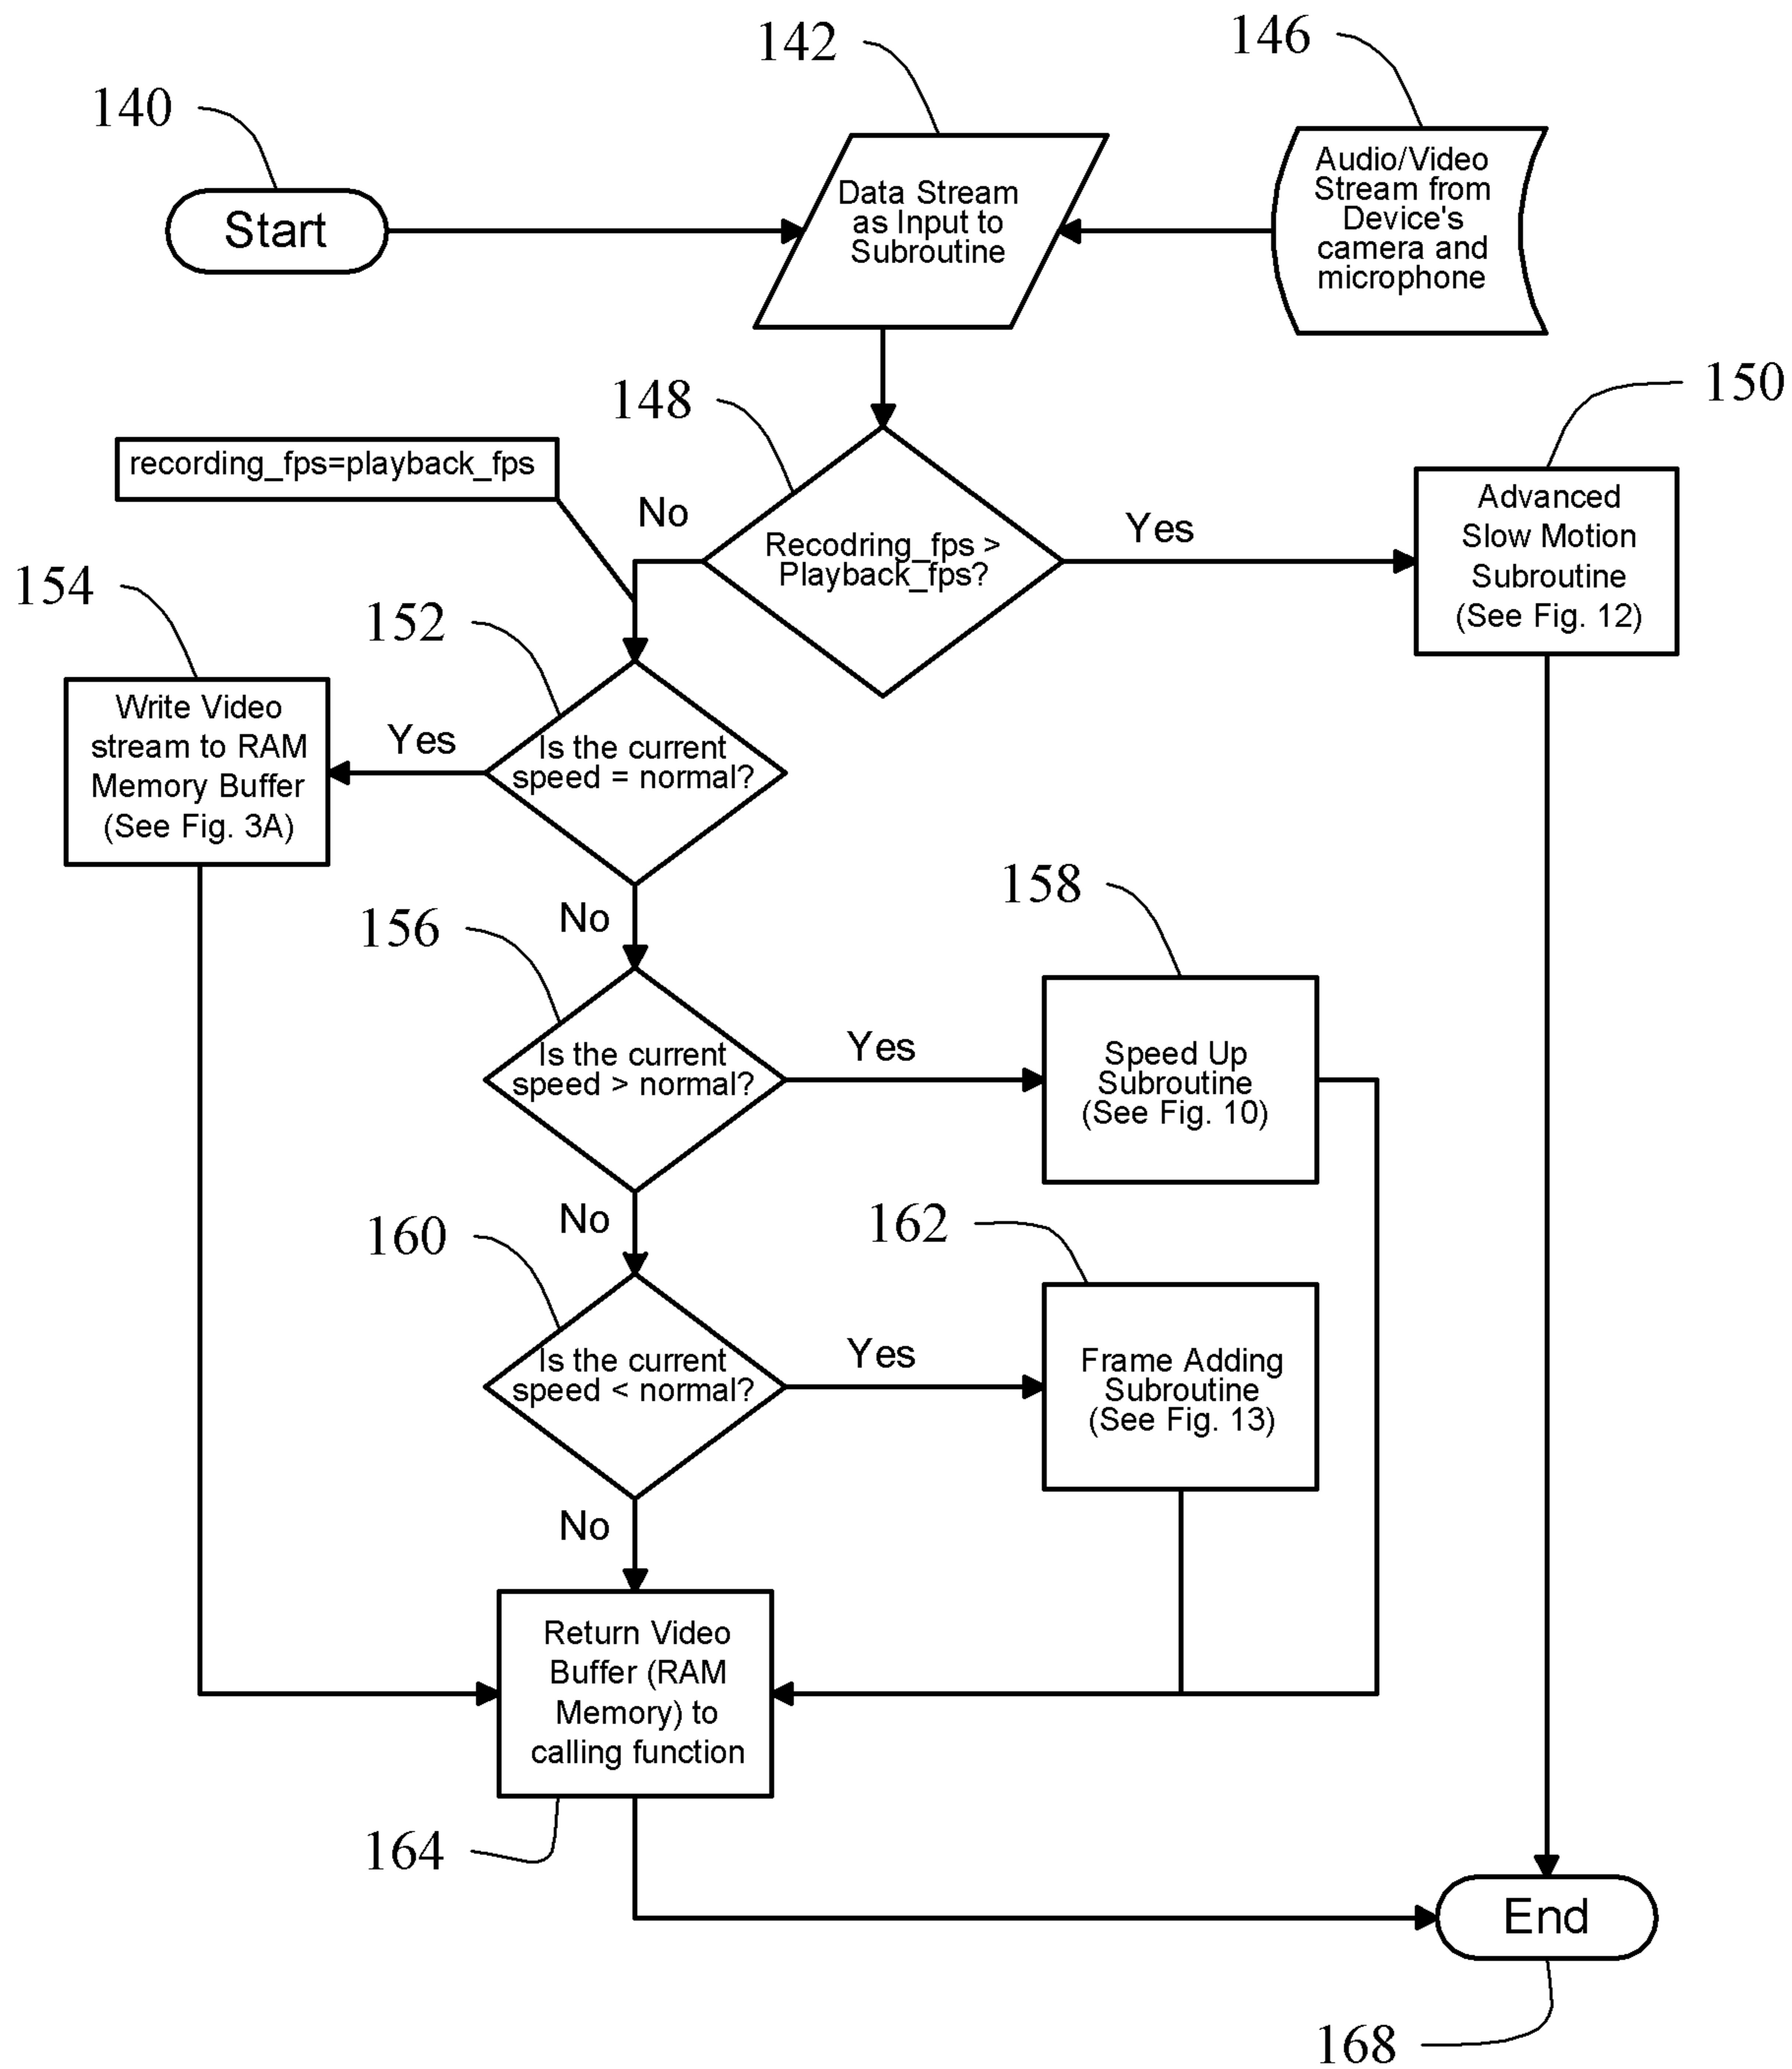 142
146
140
Start
Data Stream
as Input to
Subroutine
Audio/Video
Stream from
Device's
camera and
microphone
148
150
recording_fps=playback_fps
No
Recodring_fps >
Playback_fps?
Yes
Advanced
Slow Motion
Subroutine
(See Fig. 12)
154
152
Write Video
stream to RAM
Memory Buffer
(See Fig. 3A)
Yes
Is the current
speed = normal?
No
156
158
Is the current
speed > normal?
Yes
Speed Up
Subroutine
(See Fig. 10)
No
160
162
Is the current
speed < normal?
Yes
Frame Adding
Subroutine
(See Fig. 13)
No
Return Video
Buffer (RAM
Memory) to
calling function
164
End
168